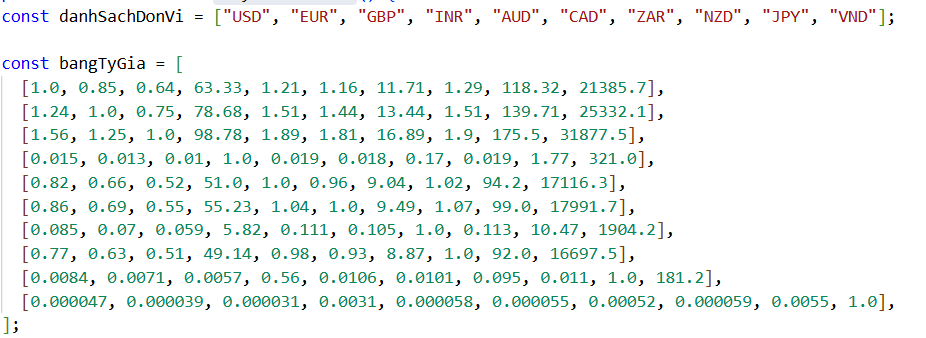 const danhSachDonVi = ["USD", "EUR", "GBP", "INR", "AUD", "CAD", "ZAR", "NZD", "JPY", "VND"];
const bangTyGia = [
[1.0, 0.85, 0.64, 63.33, 1.21, 1.16, 11.71, 1.29, 118.32, 21385.7],
[1.24, 1.0, 0.75, 78.68, 1.51, 1.44, 13.44, 1.51, 139.71, 25332.1],
[1.56, 1.25, 1.0, 98.78, 1.89, 1.81, 16.89, 1.9, 175.5, 31877.5],
[0.015, 0.013, 0.01, 1.0, 0.019, 0.018, 0.17, 0.019, 1.77, 321.0],
[0.82, 0.66, 0.52, 51.0, 1.0, 0.96, 9.04, 1.02, 94.2, 17116.3],
[0.86, 0.69, 0.55, 55.23, 1.04, 1.0, 9.49, 1.07, 99.0, 17991.7],
[0.085, 0.07, 0.059, 5.82, 0.111, 0.105, 1.0, 0.113, 10.47, 1904.2],
[0.77, 0.63, 0.51, 49.14, 0.98, 0.93, 8.87, 1.0, 92.0, 16697.5],
[0.0084, 0.0071, 0.0057, 0.56, 0.0106, 0.0101, 0.095, 0.011, 1.0, 181.2],
[0.000047, 0.000039, 0.000031, 0.0031, 0.000058, 0.000055, 0.00052, 0.000059, 0.0055, 1.0],
];